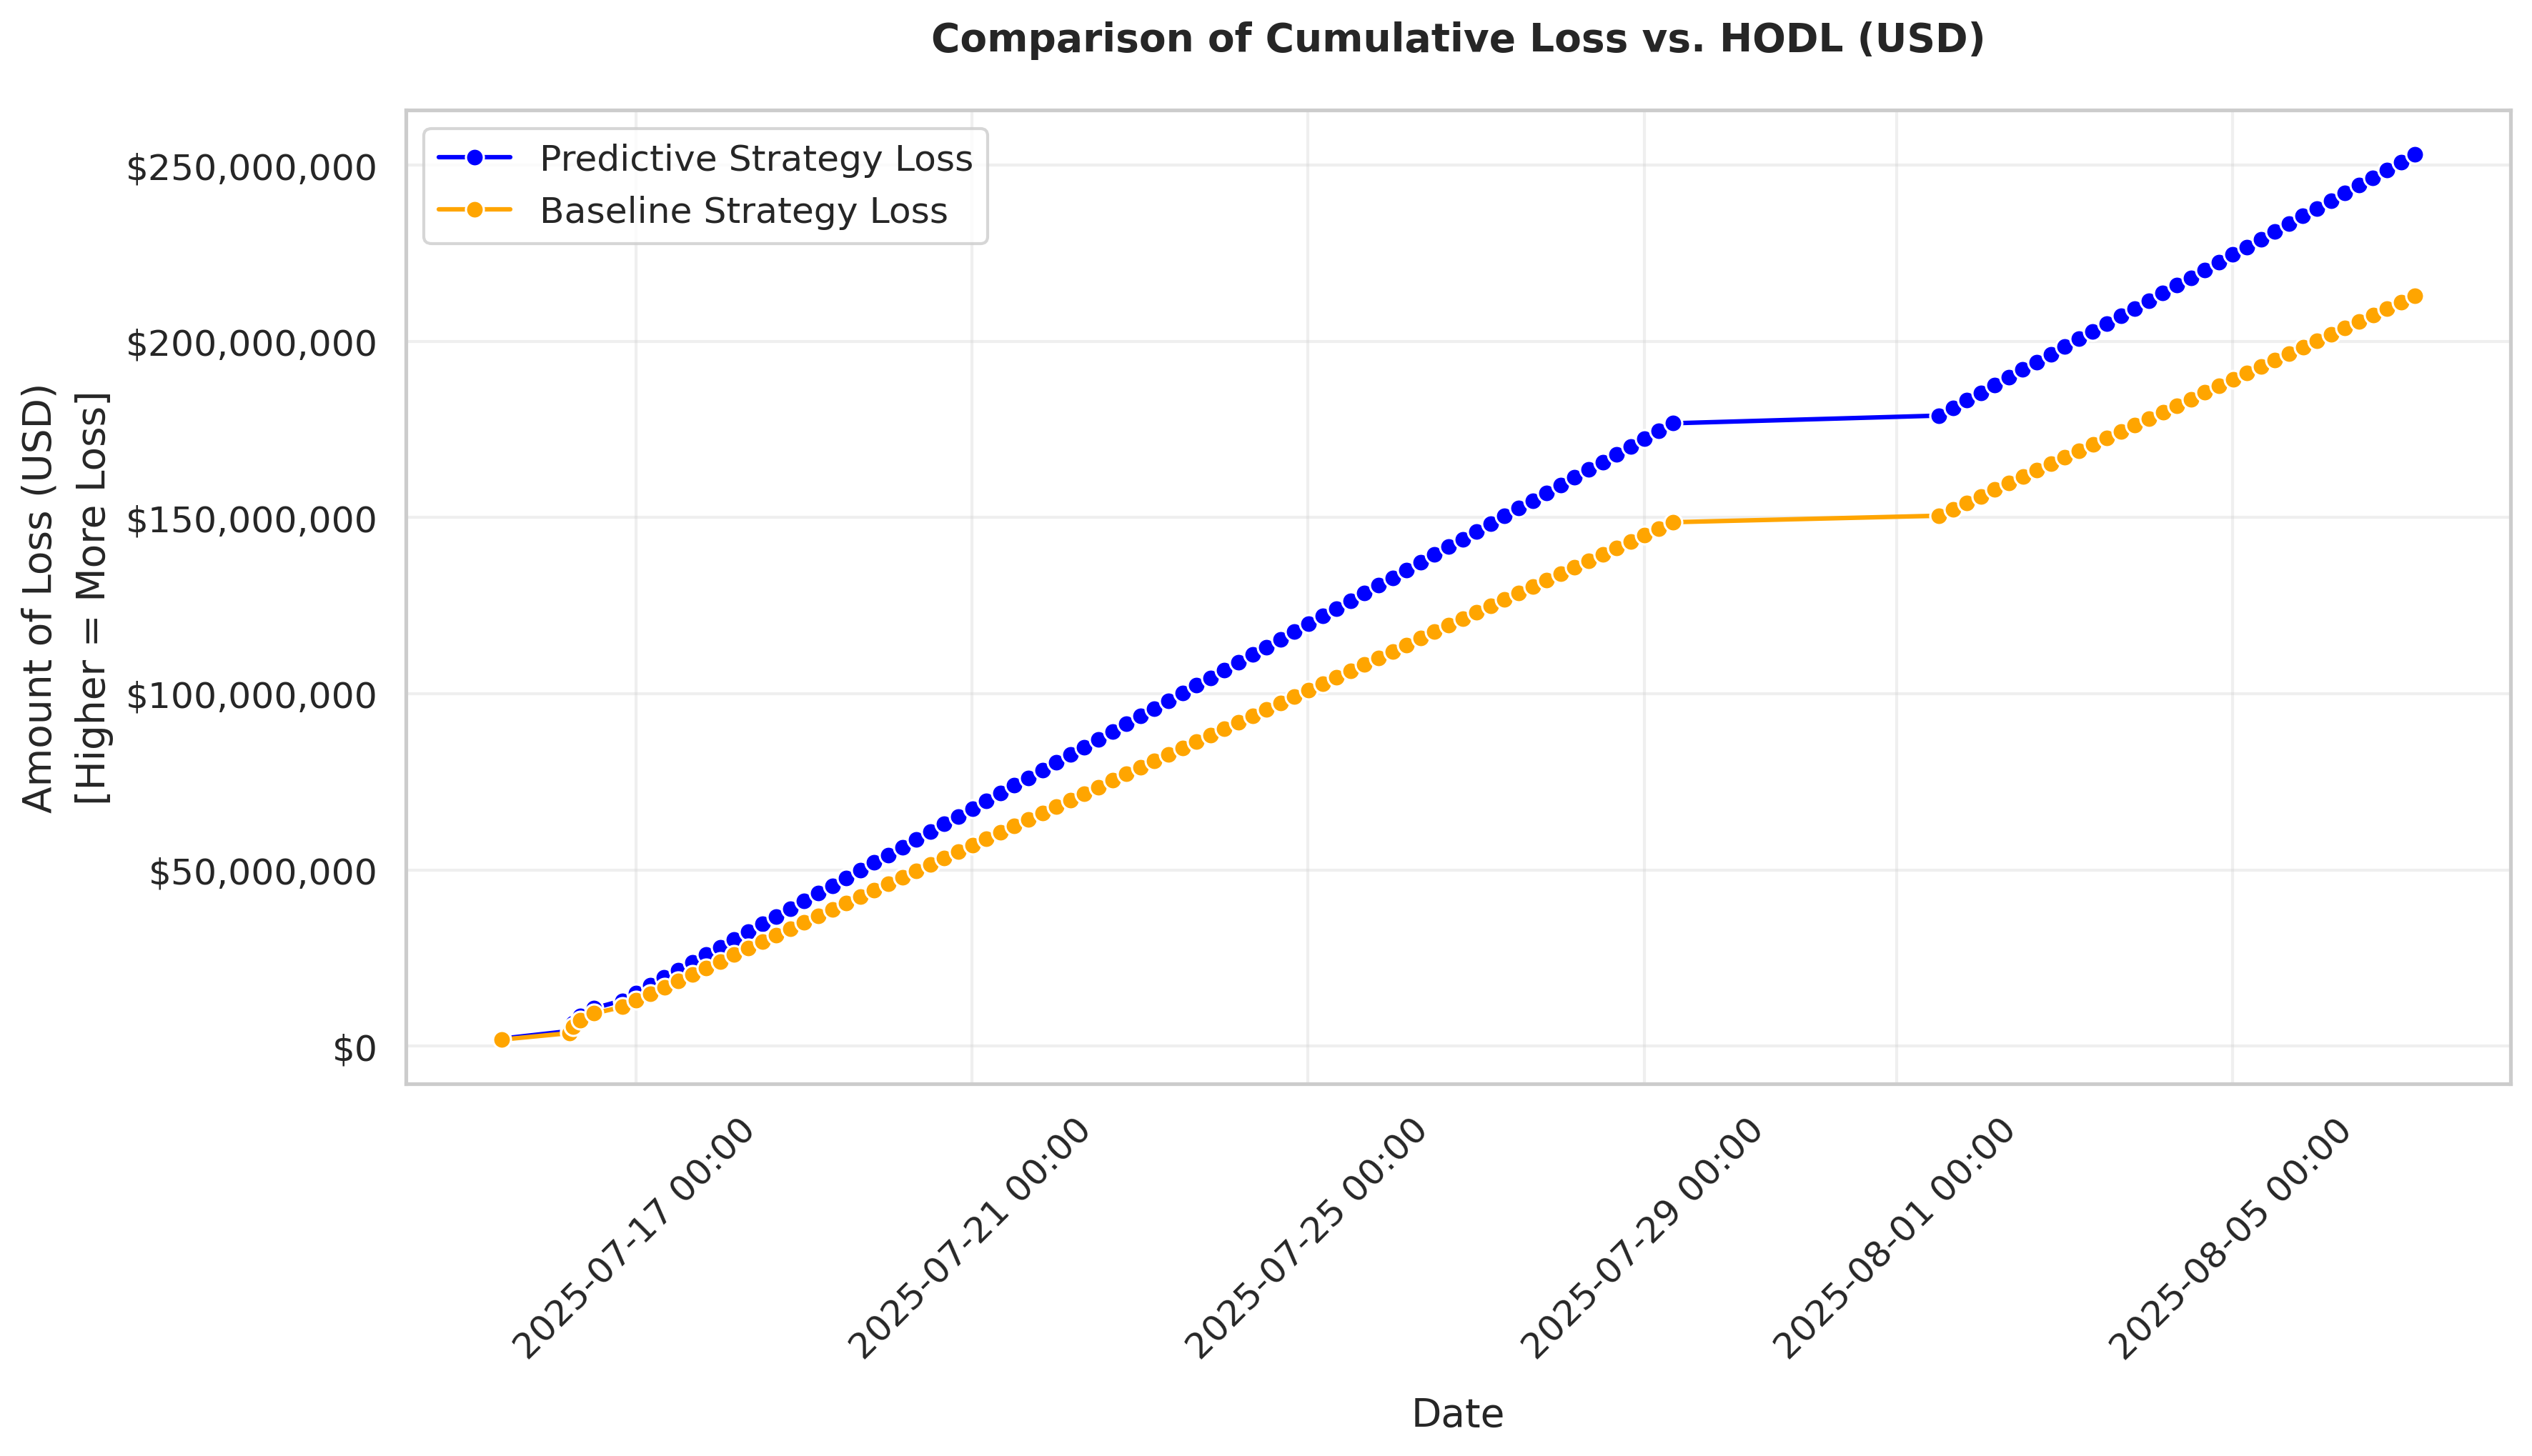 Comparison of Cumulative Loss vs. HODL (USD)
Predictive Strategy Loss
Baseline Strategy Loss
Amount of Loss (USD)
[Higher = More Loss]
$250,000,000
$200,000,000
$150,000,000
$100,000,000
$50,000,000
$0
2025-07-17 00:00
2025-07-21 00:00
2025-07-25 00:00
2025-07-29 00:00
2025-08-01 00:00
2025-08-05 00:00
Date